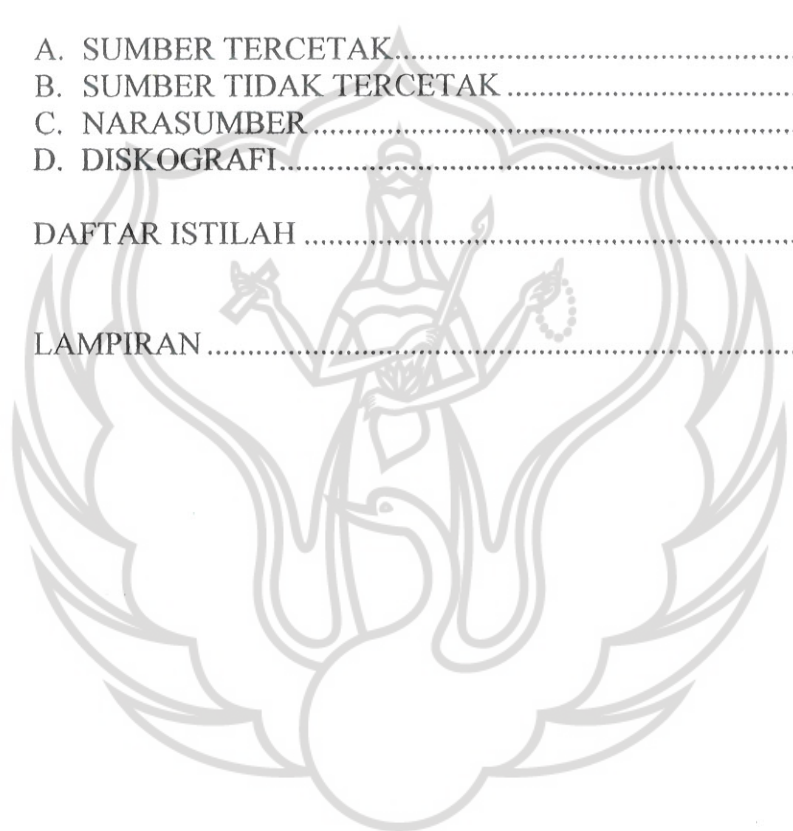 A. SUMBER TERCETAK................................................
B. SUMBER TIDAK TERCETAK ...................................
C. NARASUMBER ......................................................
D. DISKOGRAFI..........................................................
DAFTAR ISTILAH .......................................................
LAMPIRAN ..................................................................